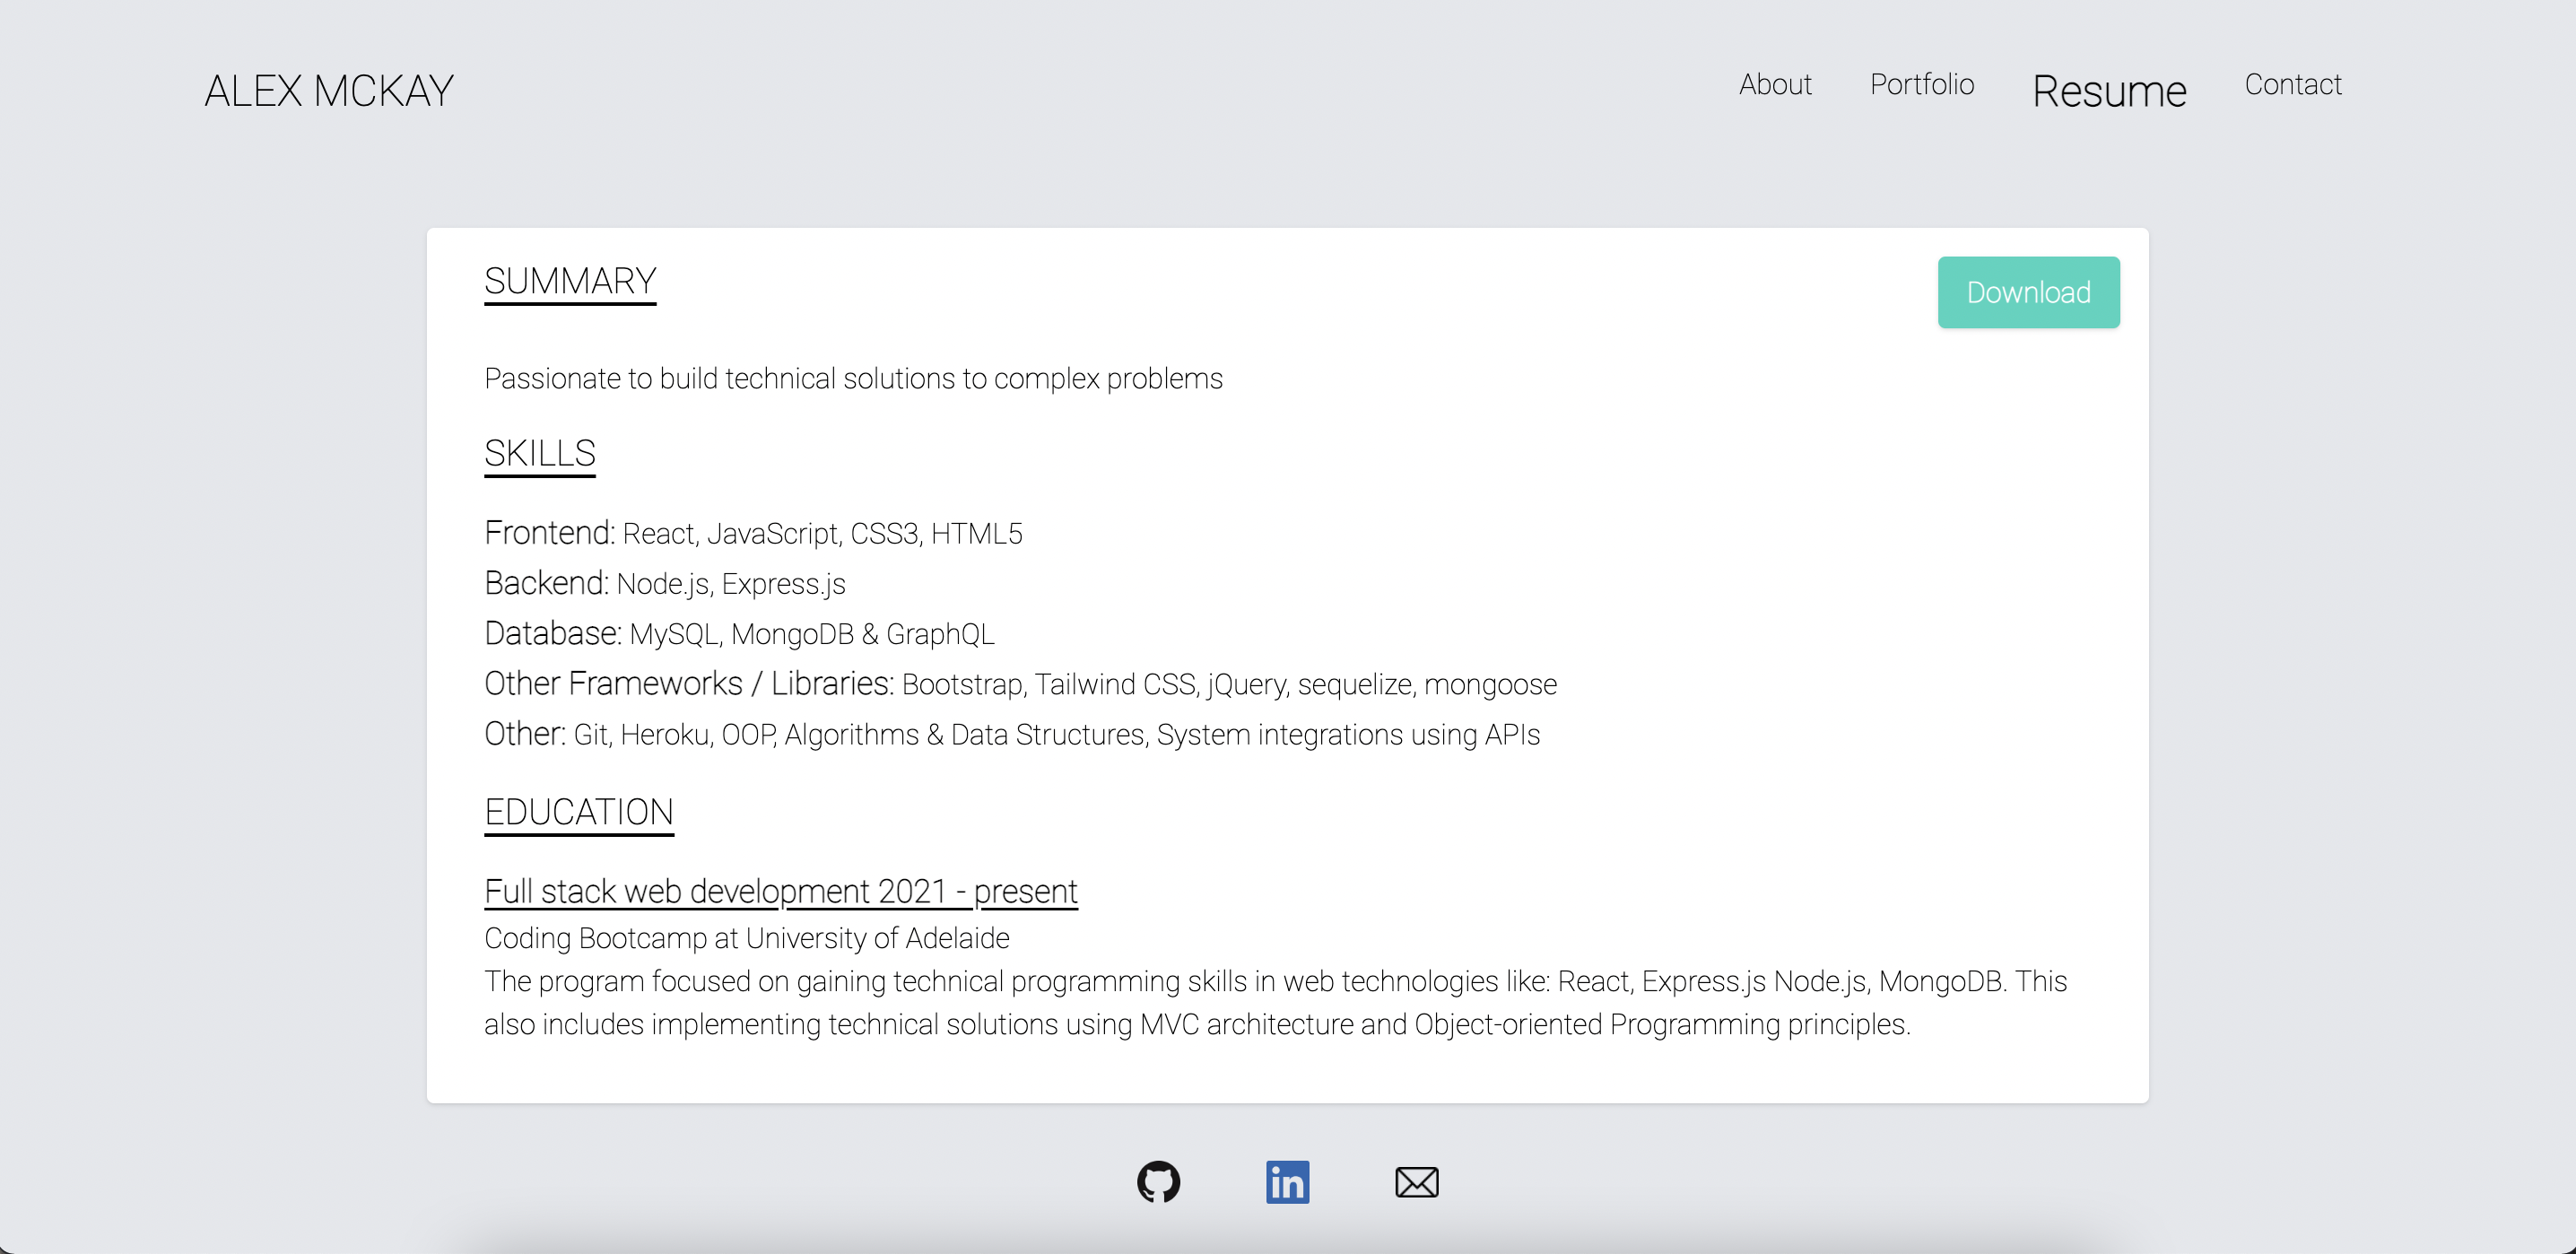 ALEX MCKAY
About Portfolio Resume Contact
SUMMARY
Download
Passionate to build technical solutions to complex problems
SKILLS
Frontend: React, JavaScript, CSS3, HTML5
Backend: Node.js, Express.js
Database: MySQL, MongoDB & GraphQL
Other Frameworks / Libraries: Bootstrap, Tailwind CSS, jQuery, sequelize, mongoose
Other: Git, Heroku, OOP, Algorithms & Data Structures, System integrations using APIs
EDUCATION
Full stack web development 2021 - present
Coding Bootcamp at University of Adelaide
The program focused on gaining technical programming skills in web technologies like: React, Express.js Node.js, MongoDB. This
also includes implementing technical solutions using MVC architecture and Object-oriented Programming principles.
in